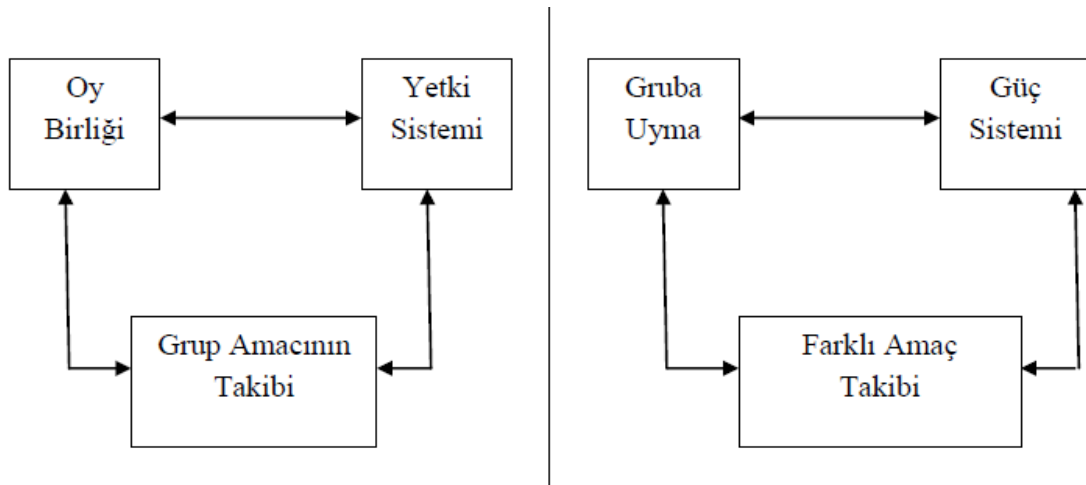 Oy
Birliği
Yetki
Sistemi
Grup Amacının
Takibi
Gruba
Uyma
Güç
Sistemi
Farklı Amaç
Takibi